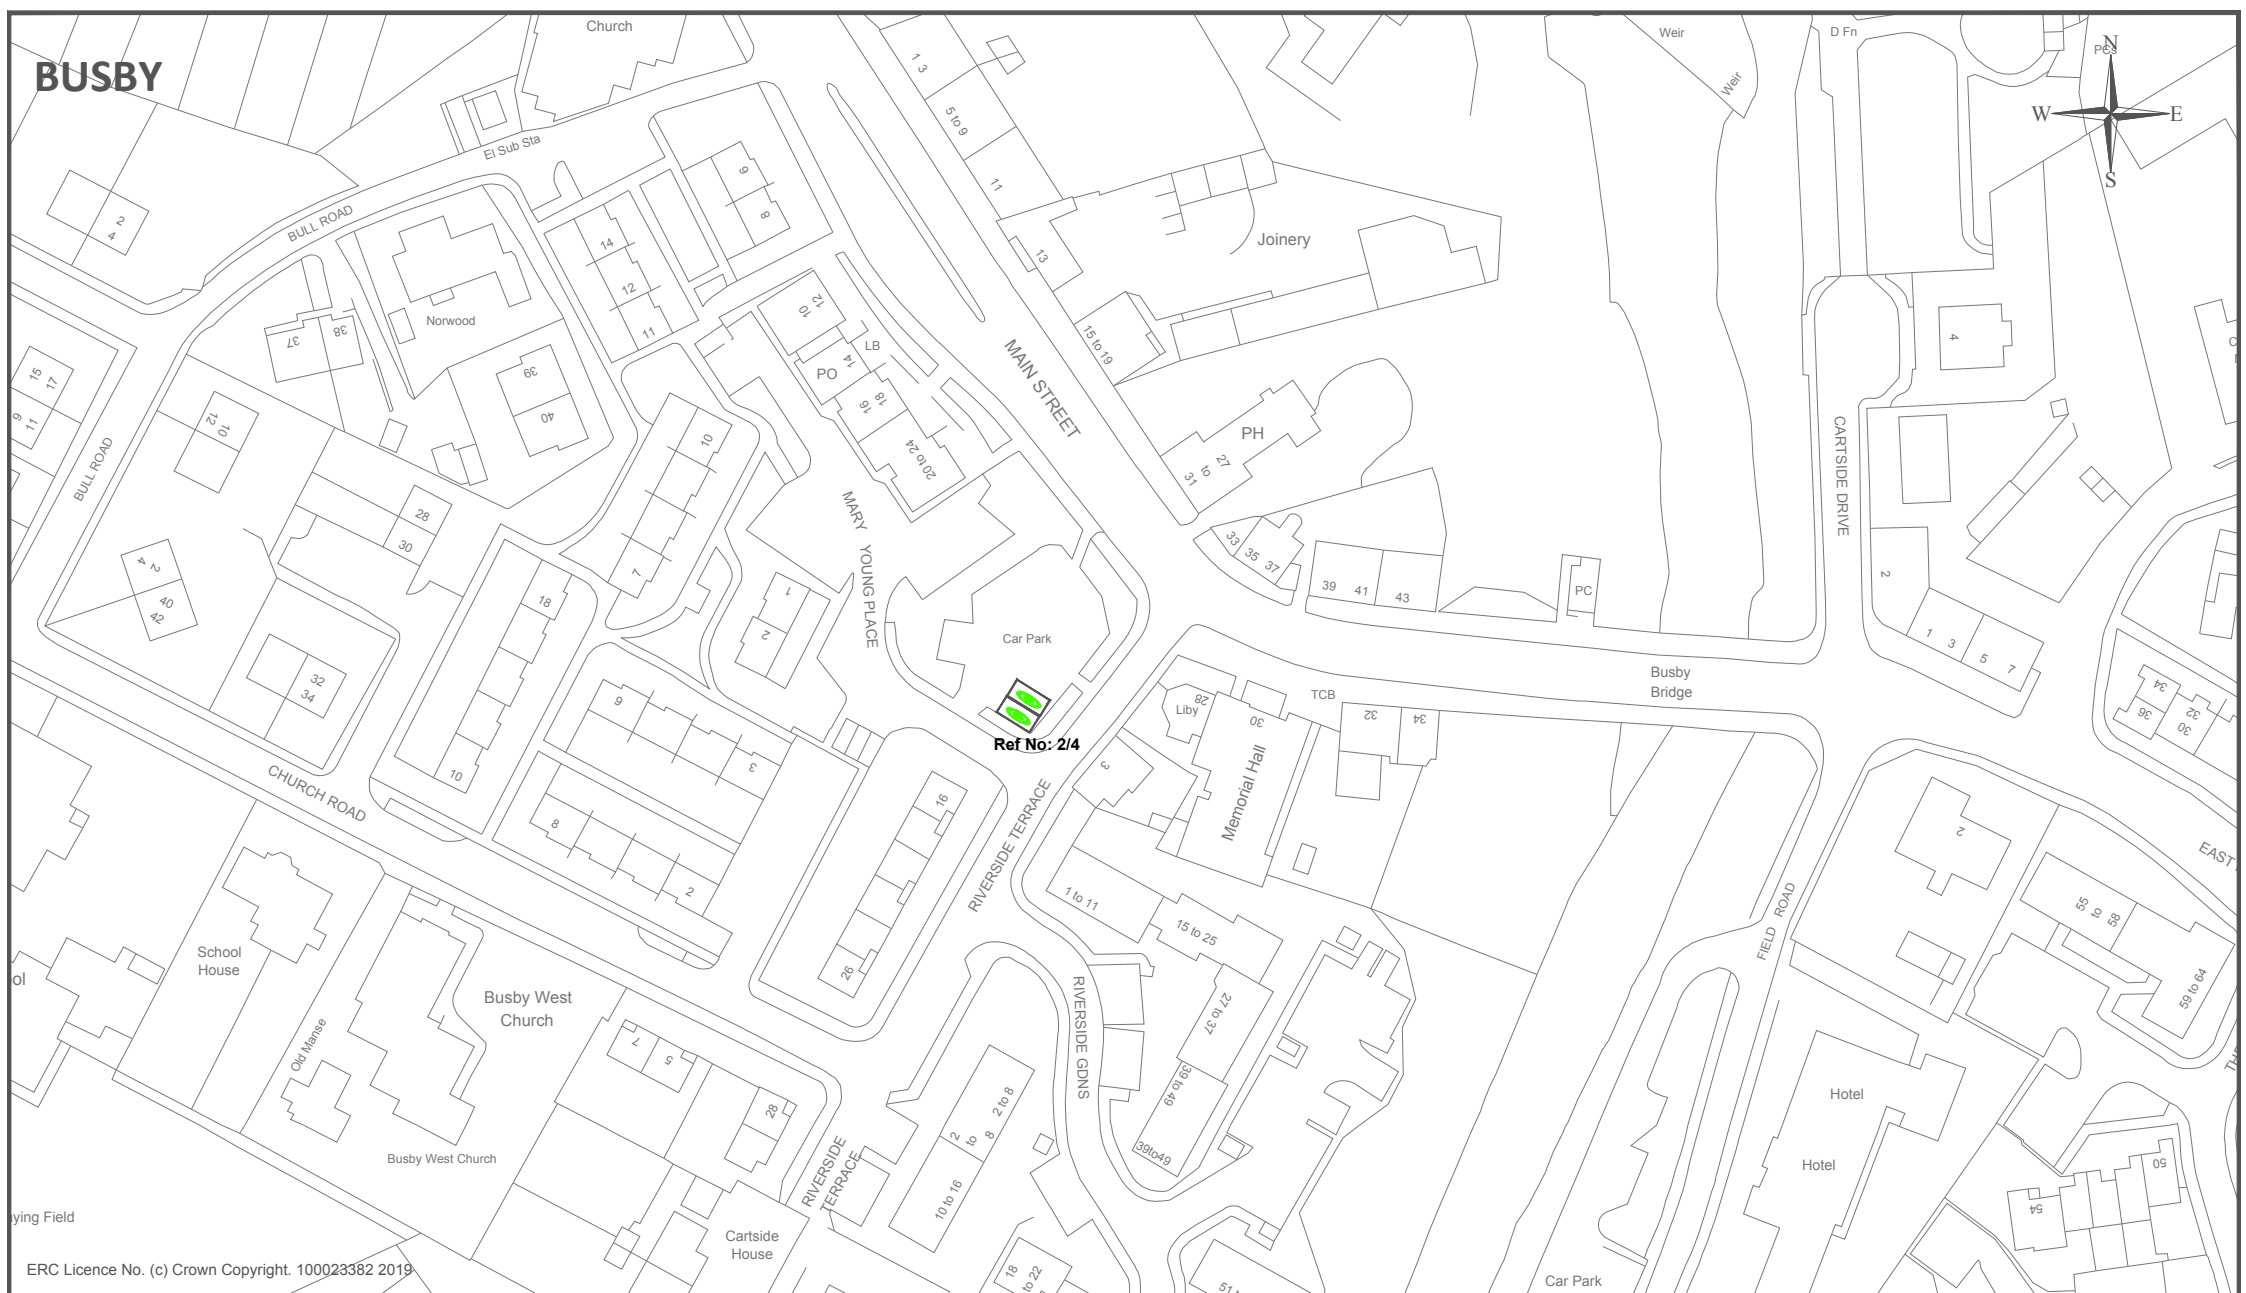 Church
Weir
D Fn
N
PCs
BUSBY
1 3
Weir
W
E
5 to 9
El Sub Sta
S
9
11
8
2
4
BULL ROAD
14
13
Joinery
12
12
10
Norwood
38
37
11
LB
14
15 to 19
MAIN STREET
4
PO
15
17
39
18
16
9
11
40
12
10
10
PH
27
to
31
20 to 24
CARTSIDE DRIVE
BULL ROAD
MARY
YOUNG PLACE
28
30
33
35
37
2
4
40
42
7
18
1
2
39
41
43
PC
2
1
3
5
7
Car Park
32
34
9
28
Liby
30
TCB
32
34
Busby
Bridge
34
36
32
30
Ref No: 2/4
3
3
CHURCH ROAD
10
Memorial Hall
16
RIVERSIDE TERRACE
8
2
2
EAST
1 to 11
15 to 25
FIELD ROAD
55
to
58
School
House
26
ol
Busby West
Church
RIVERSIDE GDNS
27 to 37
59 to 64
Old Manse
7
5
39 to 49
THE
28
2 to 8
2
to
8
Hotel
39to49
Busby West Church
RIVERSIDE
TERRACE
Hotel
50
54
10 to 16
ying Field
Cartside
House
18
to 22
ERC Licence No. (c) Crown Copyright. 100023382 2019
Car Park